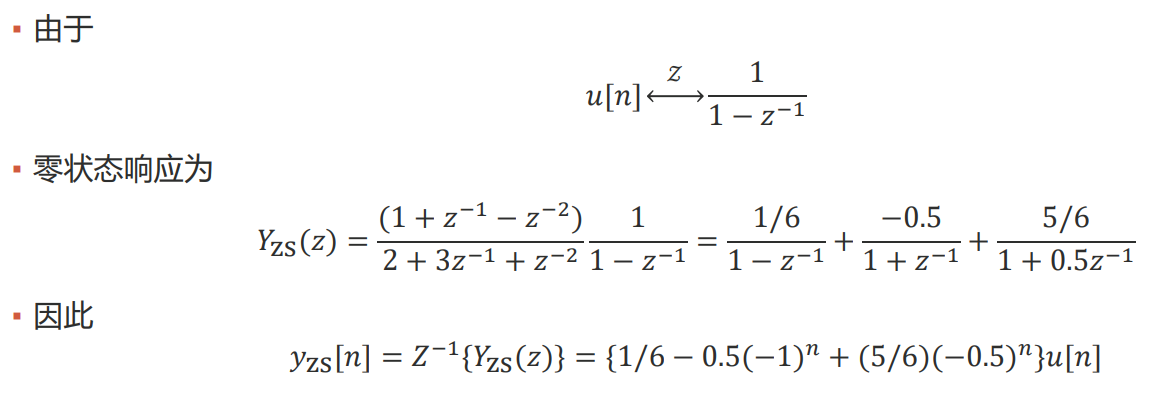 ▪ 由于
u[n] ⟷^z 1/(1 − z⁻¹)
▪ 零状态响应为
Y_ZS(z) = (1 + z⁻¹ − z⁻²)/(2 + 3z⁻¹ + z⁻²) 1/(1 − z⁻¹) = (1/6)/(1 − z⁻¹) + (−0.5)/(1 + z⁻¹) + (5/6)/(1 + 0.5z⁻¹)
▪ 因此
y_ZS[n] = Z⁻¹{Y_ZS(z)} = {1/6 − 0.5(−1)ⁿ + (5/6)(−0.5)ⁿ}u[n]